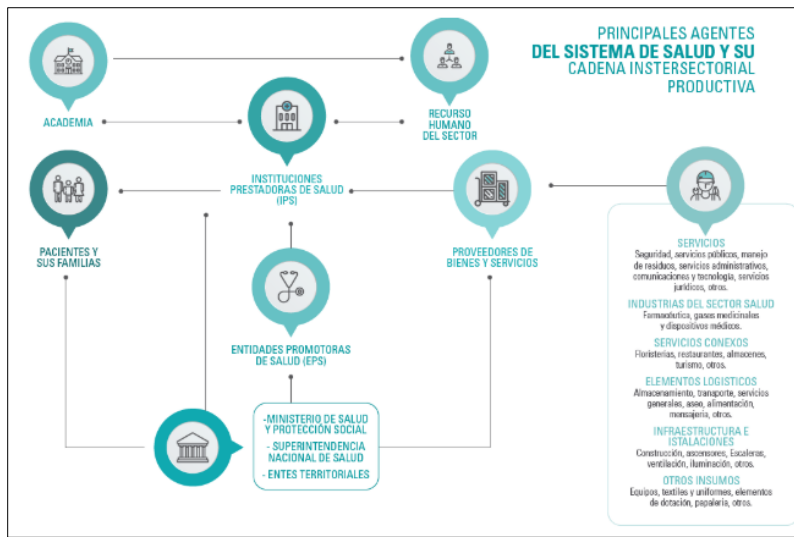 PRINCIPALES AGENTES
DEL SISTEMA DE SALUD Y SU
CADENA INSTERSECTORIAL
PRODUCTIVA
ACADEMIA
RECURSO
HUMANO
DEL SECTOR
INSTITUCIONES
PRESTADORAS DE SALUD
(IPS)
PACIENTES Y
SUS FAMILIAS
PROVEEDORES DE
BIENES Y SERVICIOS
ENTIDADES PROMOTORAS
DE SALUD (EPS)
-MINISTERIO DE SALUD
Y PROTECCIÓN SOCIAL
- SUPERINTENDENCIA
NACIONAL DE SALUD
- ENTES TERRITORIALES
SERVICIOS
Seguridad, servicios públicos, manejo
de residuos, servicios administrativos,
comunicaciones y tecnología, servicios
jurídicos, otros.
INDUSTRIAS DEL SECTOR SALUD
Farmacéutica, gases medicinales
y dispositivos médicos.
SERVICIOS CONEXOS
Floristerías, restaurantes, almacenes,
turismo, otros.
ELEMENTOS LOGISTICOS
Almacenamiento, transporte, servicios
generales, aseo, alimentación,
mensajería, otros.
INFRAESTRUCTURA E
ISTALACIONES
Construcción, ascensores, Escaleras,
ventilación, iluminación, otros.
OTROS INSUMOS
Equipos, textiles y uniformes, elementos
de dotación, papelería, otros.